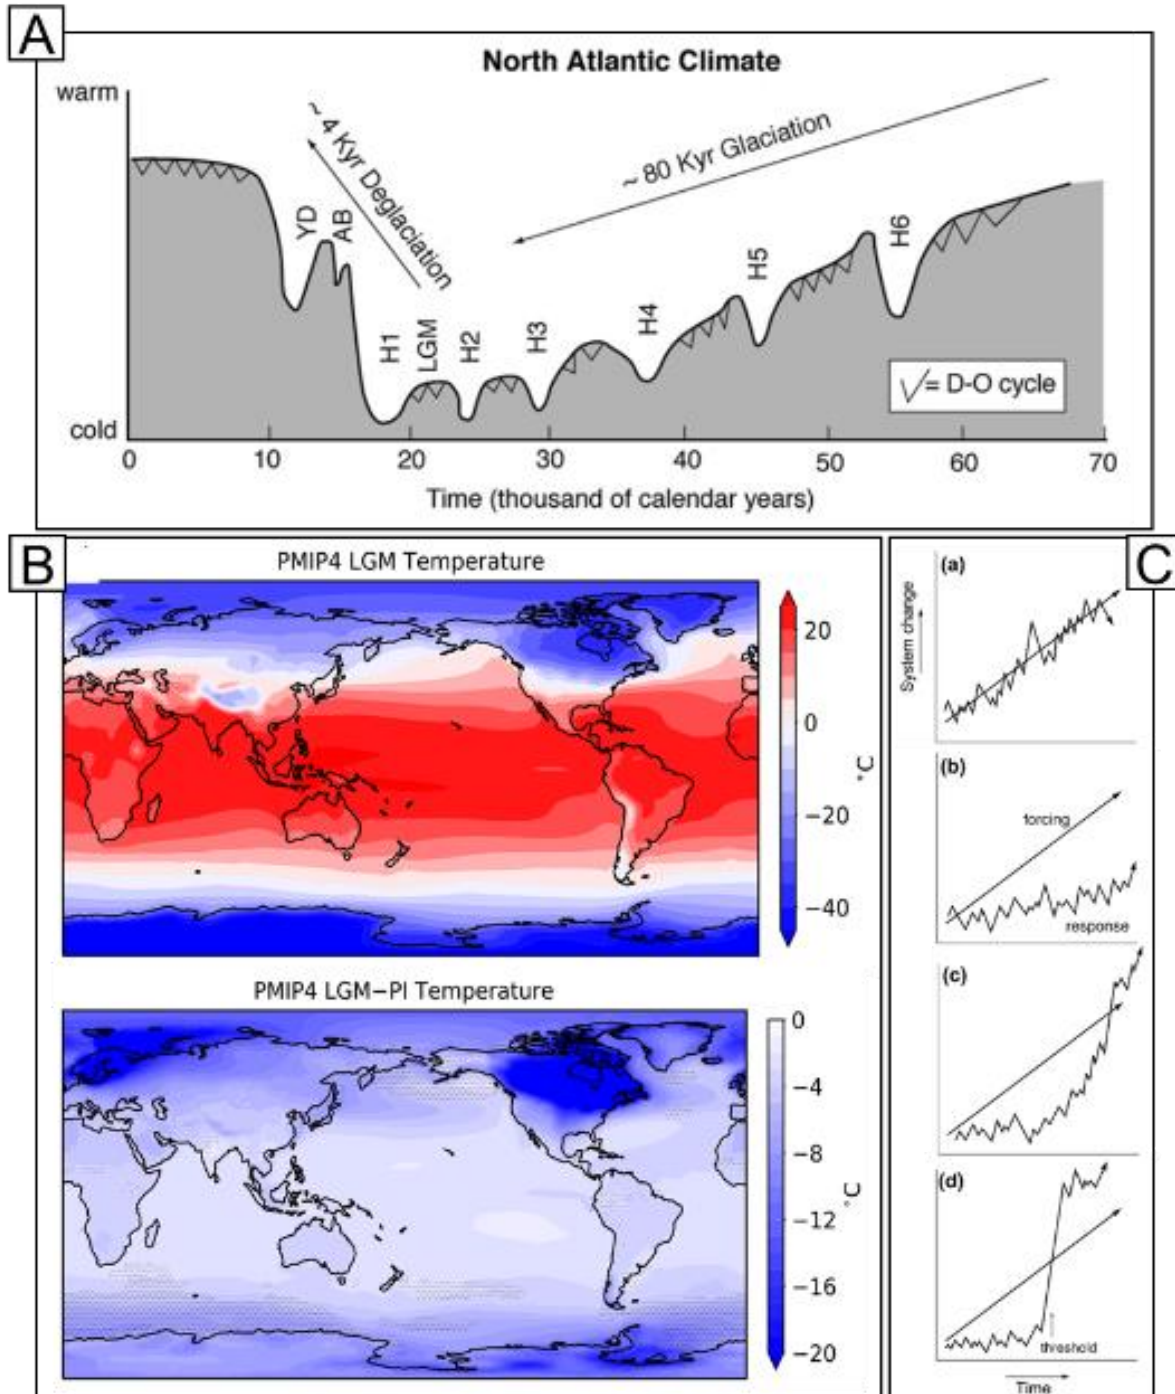 A
North Atlantic Climate
warm
~ 4 Kyr Deglaciation
~ 80 Kyr Glaciation
YD
AB
H1
LGM
H2
H3
H4
H5
H6
= D-O cycle
cold
0 10 20 30 40 50 60 70
Time (thousand of calendar years)
B
PMIP4 LGM Temperature
20
0
−20
−40
°C
PMIP4 LGM−PI Temperature
0
−4
−8
−12
−16
−20
°C
C
(a)
System change
(b)
forcing
response
(c)
(d)
threshold
Time